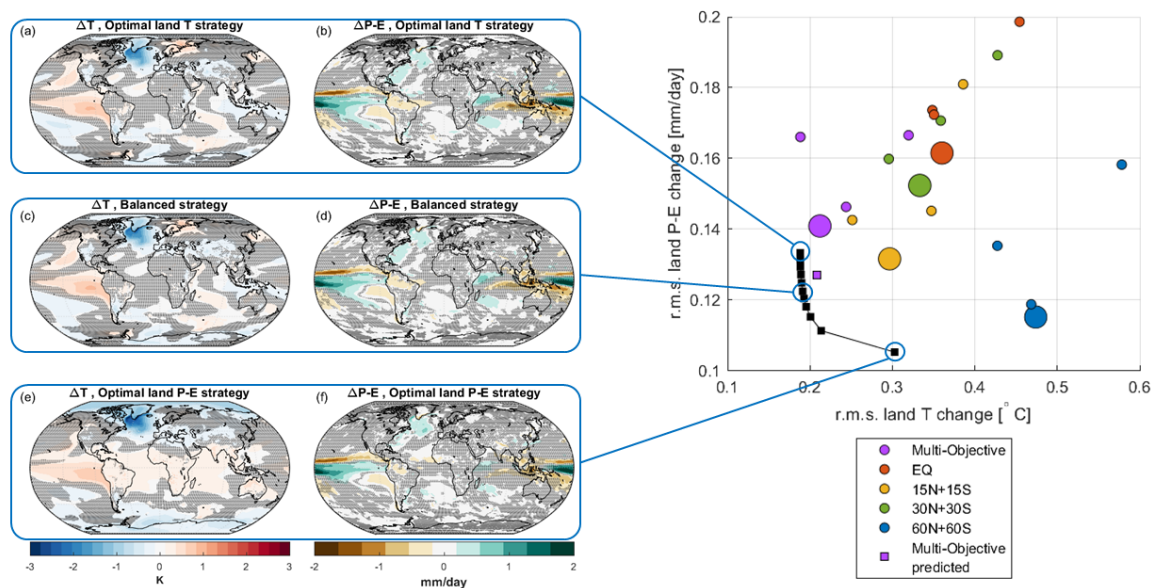 (a) ΔT , Optimal land T strategy
(b) ΔP-E , Optimal land T strategy
(c) ΔT , Balanced strategy
(d) ΔP-E , Balanced strategy
(e) ΔT , Optimal land P-E strategy
(f) ΔP-E , Optimal land P-E strategy
-3 -2 -1 0 1 2 3
K
-2 -1 0 1 2
mm/day
r.m.s. land P-E change [mm/day]
0.2
0.18
0.16
0.14
0.12
0.1
0.1 0.2 0.3 0.4 0.5 0.6
r.m.s. land T change [° C]
Multi-Objective
EQ
15N+15S
30N+30S
60N+60S
Multi-Objective
predicted